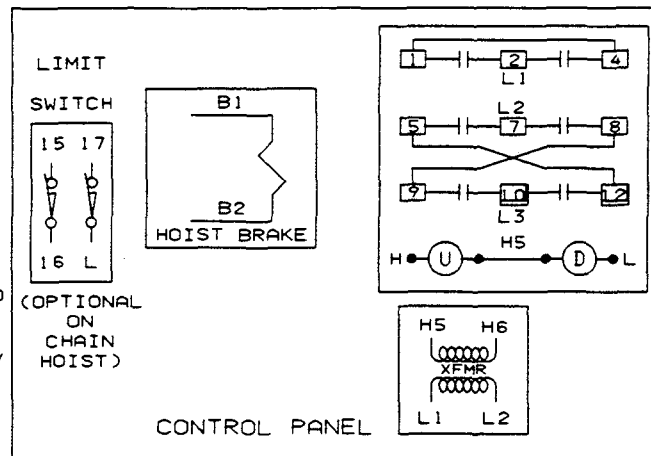 LIMIT
SWITCH
15 17
16 L
(OPTIONAL
ON
CHAIN
HOIST)
B1
B2
HOIST BRAKE
1 2 4
L1
L2
5 7 8
9 10 12
L3
H5
H U D L
H5 H6
XFMR
L1 L2
CONTROL PANEL